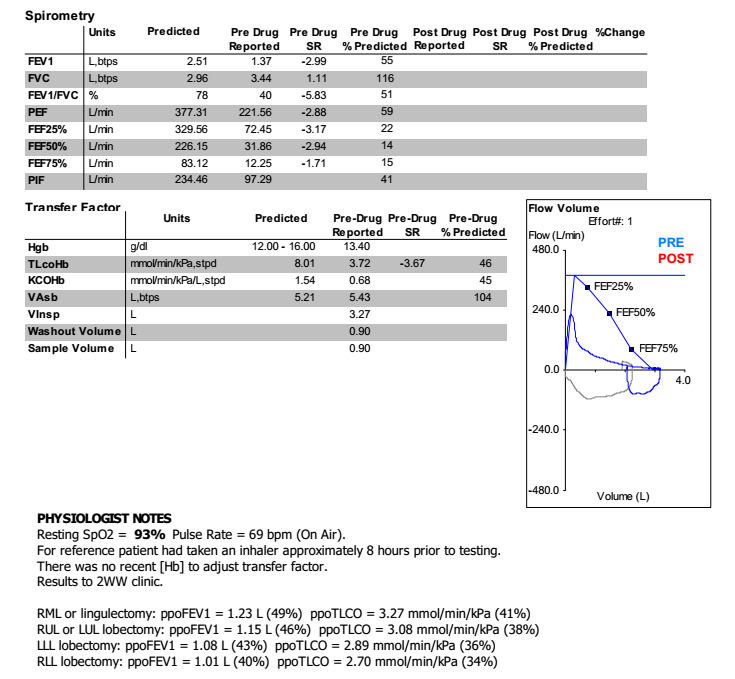 Spirometry
Units Predicted Pre Drug Pre Drug Pre Drug Post Drug Post Drug Post Drug %Change
Reported SR % Predicted Reported SR % Predicted
FEV1 L,btps 2.51 1.37 -2.99 55
FVC L,btps 2.96 3.44 1.11 116
FEV1/FVC % 78 40 -5.83 51
PEF L/min 377.31 221.56 -2.88 59
FEF25% L/min 329.56 72.45 -3.17 22
FEF50% L/min 226.15 31.86 -2.94 14
FEF75% L/min 83.12 12.25 -1.71 15
PIF L/min 234.46 97.29 41
Transfer Factor
Units Predicted Pre-Drug Pre-Drug Pre-Drug
Reported SR % Predicted
Hgb g/dl 12.00 - 16.00 13.40
TLcoHb mmol/min/kPa,stpd 8.01 3.72 -3.67 46
KCOHb mmol/min/kPa/L,stpd 1.54 0.68 45
VAsb L,btps 5.21 5.43 104
VInsp L 3.27
Washout Volume L 0.90
Sample Volume L 0.90
Flow Volume
Effort#: 1
Flow (L/min)
480.0
PRE
POST
FEF25%
240.0
FEF50%
FEF75%
0.0
4.0
-240.0
-480.0
Volume (L)
PHYSIOLOGIST NOTES
Resting SpO2 = 93% Pulse Rate = 69 bpm (On Air).
For reference patient had taken an inhaler approximately 8 hours prior to testing.
There was no recent [Hb] to adjust transfer factor.
Results to 2WW clinic.
RML or lingulectomy: ppoFEV1 = 1.23 L (49%) ppoTLCO = 3.27 mmol/min/kPa (41%)
RUL or LUL lobectomy: ppoFEV1 = 1.15 L (46%) ppoTLCO = 3.08 mmol/min/kPa (38%)
LLL lobectomy: ppoFEV1 = 1.08 L (43%) ppoTLCO = 2.89 mmol/min/kPa (36%)
RLL lobectomy: ppoFEV1 = 1.01 L (40%) ppoTLCO = 2.70 mmol/min/kPa (34%)